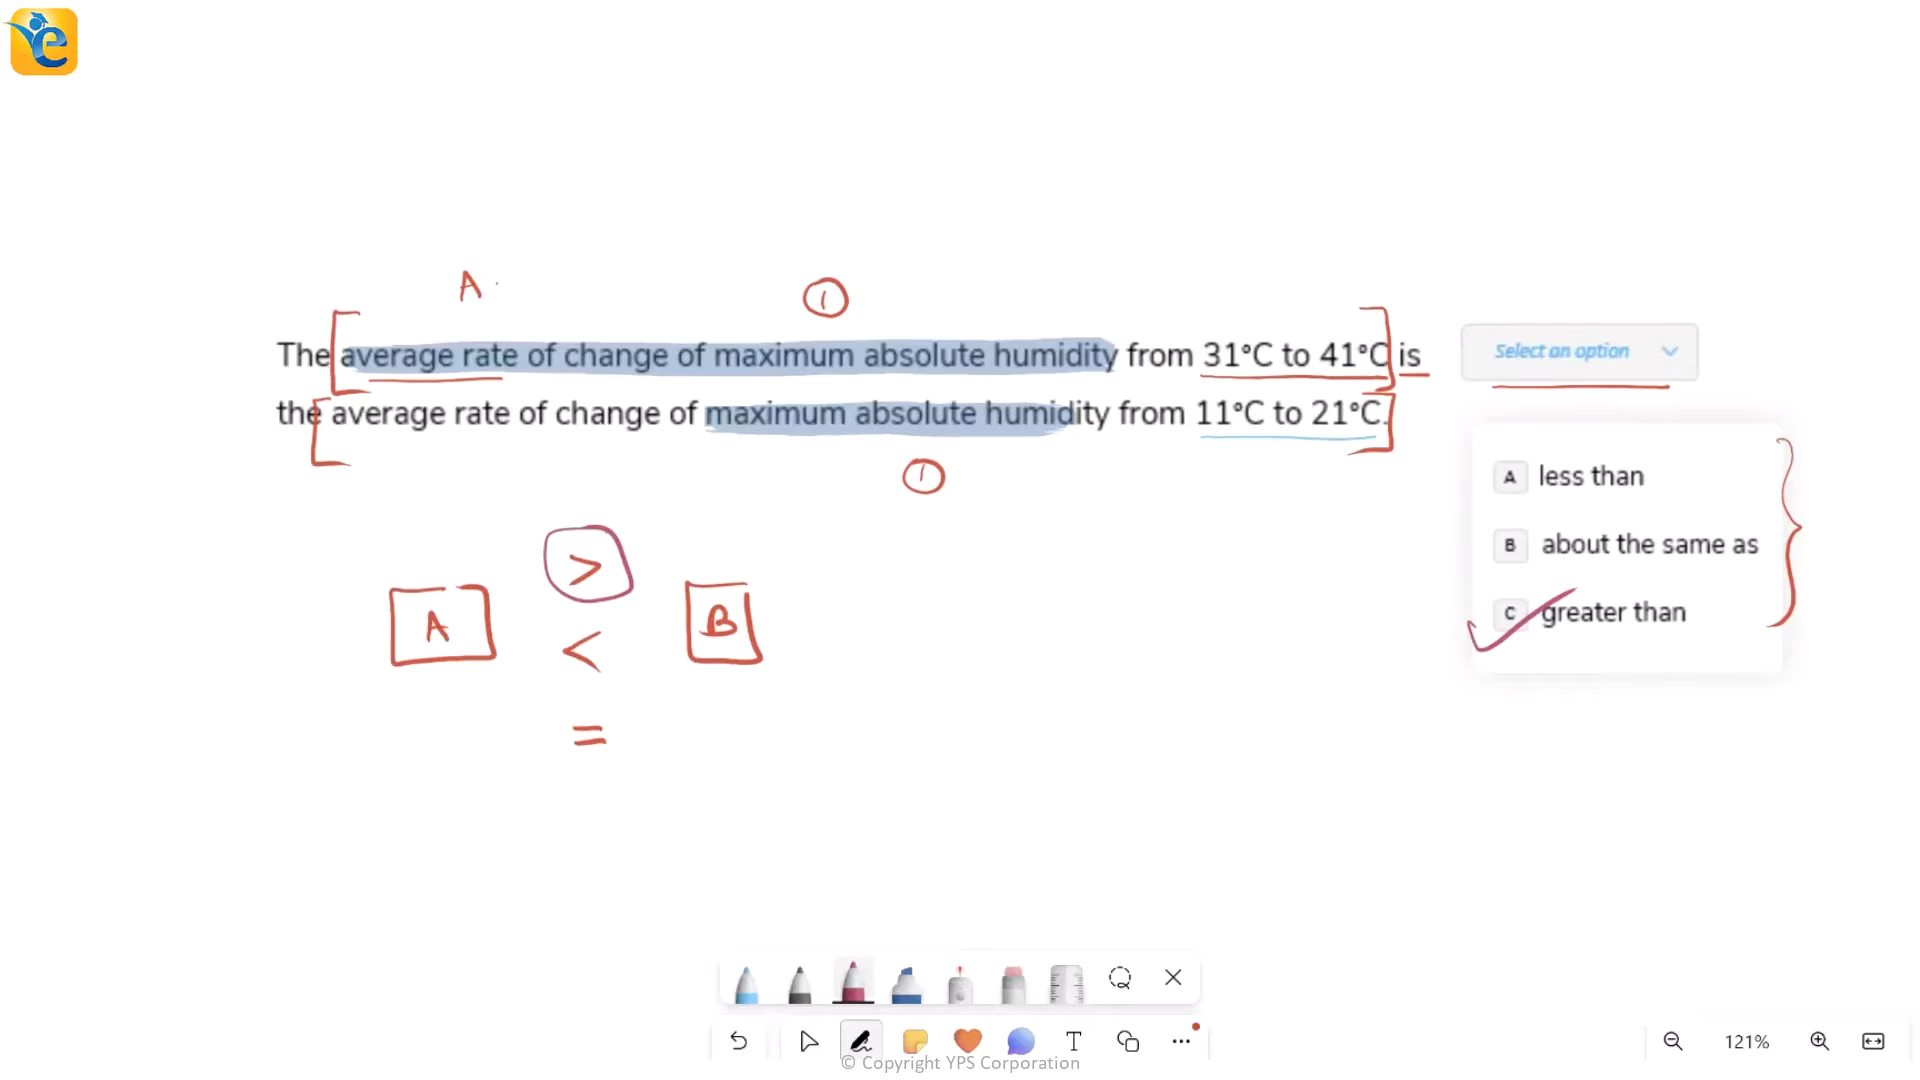 e
A
1
The average rate of change of maximum absolute humidity from 31°C to 41°C is
Select an option
the average rate of change of maximum absolute humidity from 11°C to 21°C.
1
A less than
B about the same as
C greater than
>
A
B
<
=
T
121%
© Copyright YPS Corporation